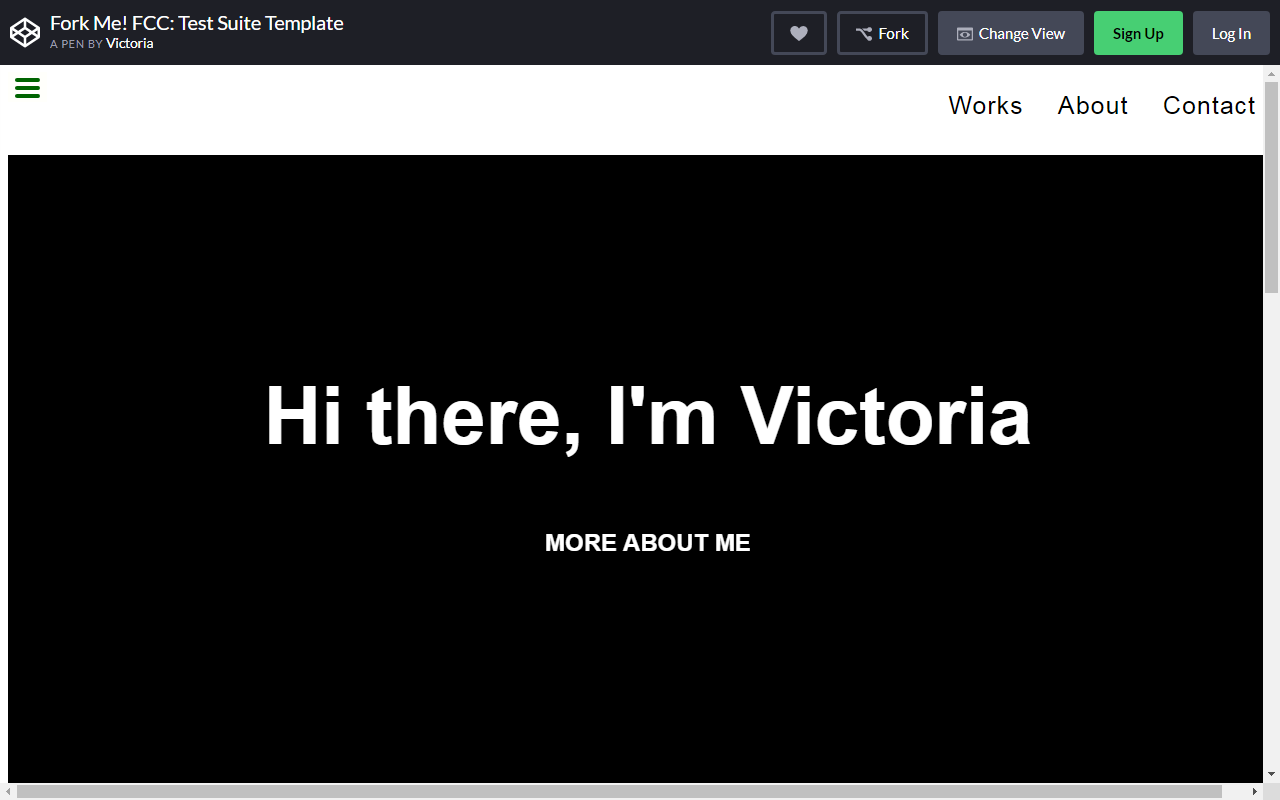 Fork Me! FCC: Test Suite Template
A PEN BY Victoria
Fork
Change View
Sign Up
Log In
Works
About
Contact
Hi there, I'm Victoria
MORE ABOUT ME